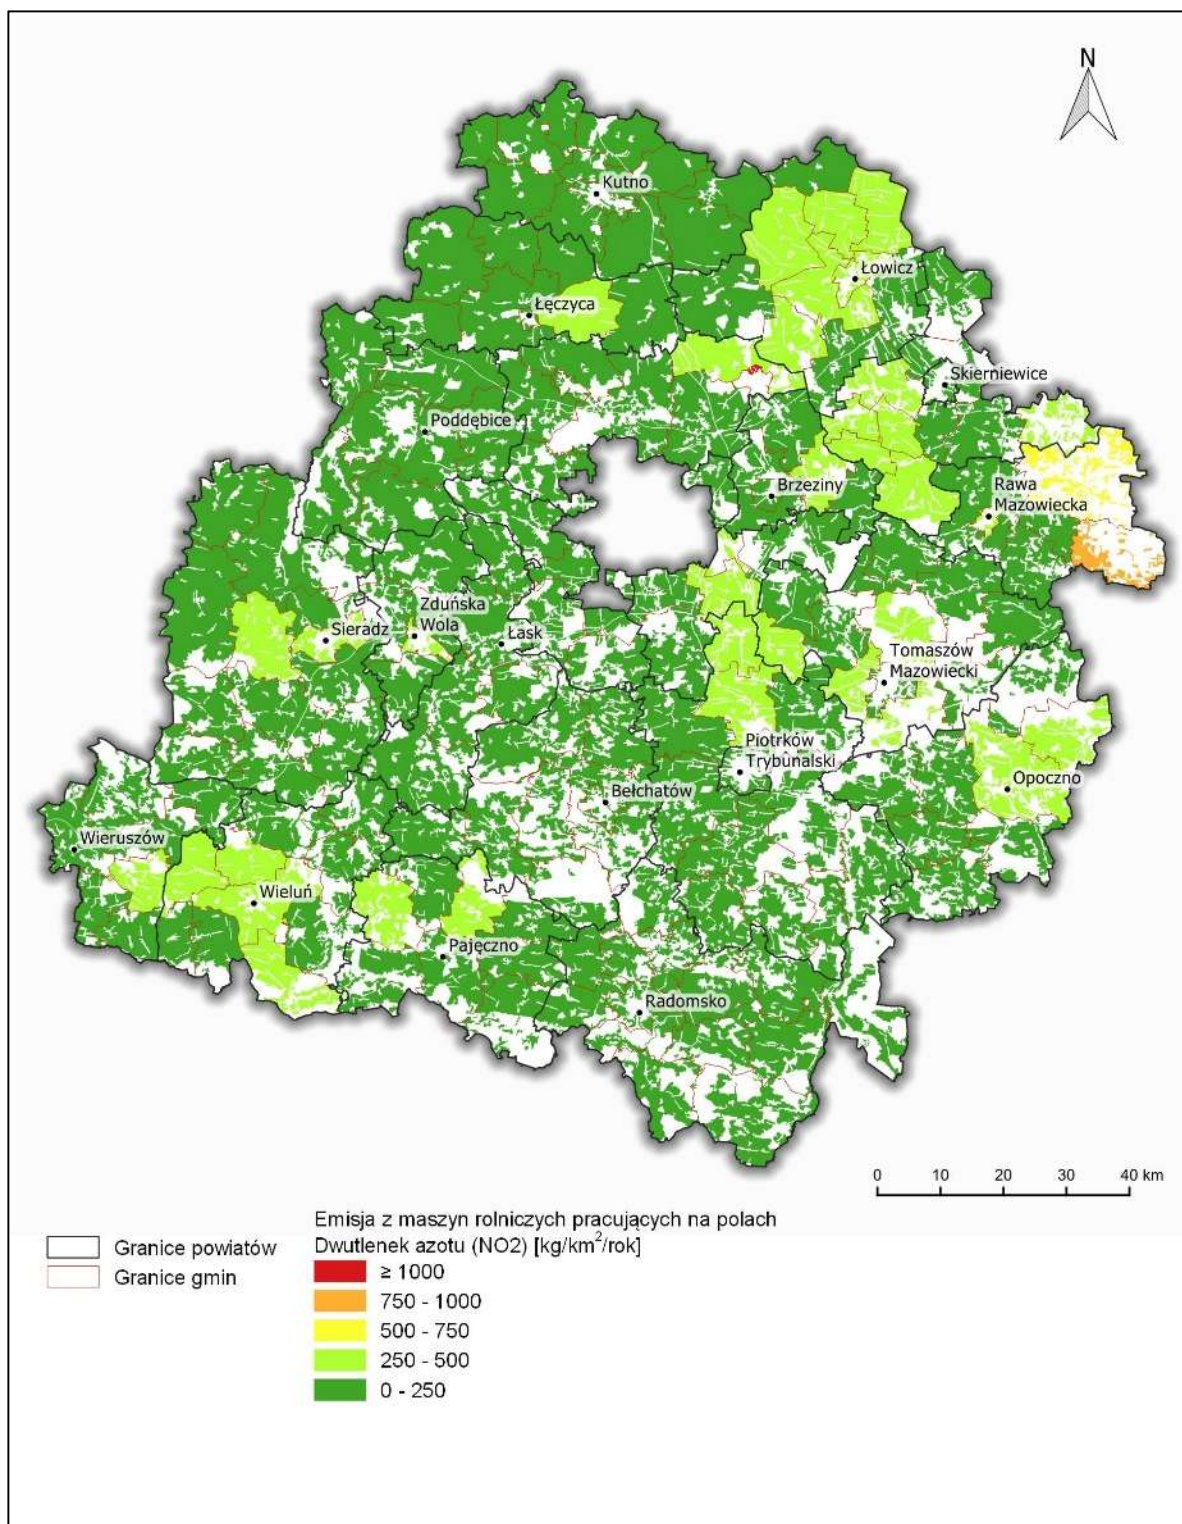 N
Kutno
Łowicz
Łęczyca
Skierniewice
Poddębice
Brzeziny
Rawa
Mazowiecka
Zduńska
Wola
Sieradz
Łask
Tomaszów
Mazowiecki
Piotrków
Trybunalski
Opoczno
Bełchatów
Wieruszów
Wieluń
Pajęczno
Radomsko
0 10 20 30 40 km
Emisja z maszyn rolniczych pracujących na polach
Dwutlenek azotu (NO2) [kg/km²/rok]
Granice powiatów
Granice gmin
≥ 1000
750 - 1000
500 - 750
250 - 500
0 - 250